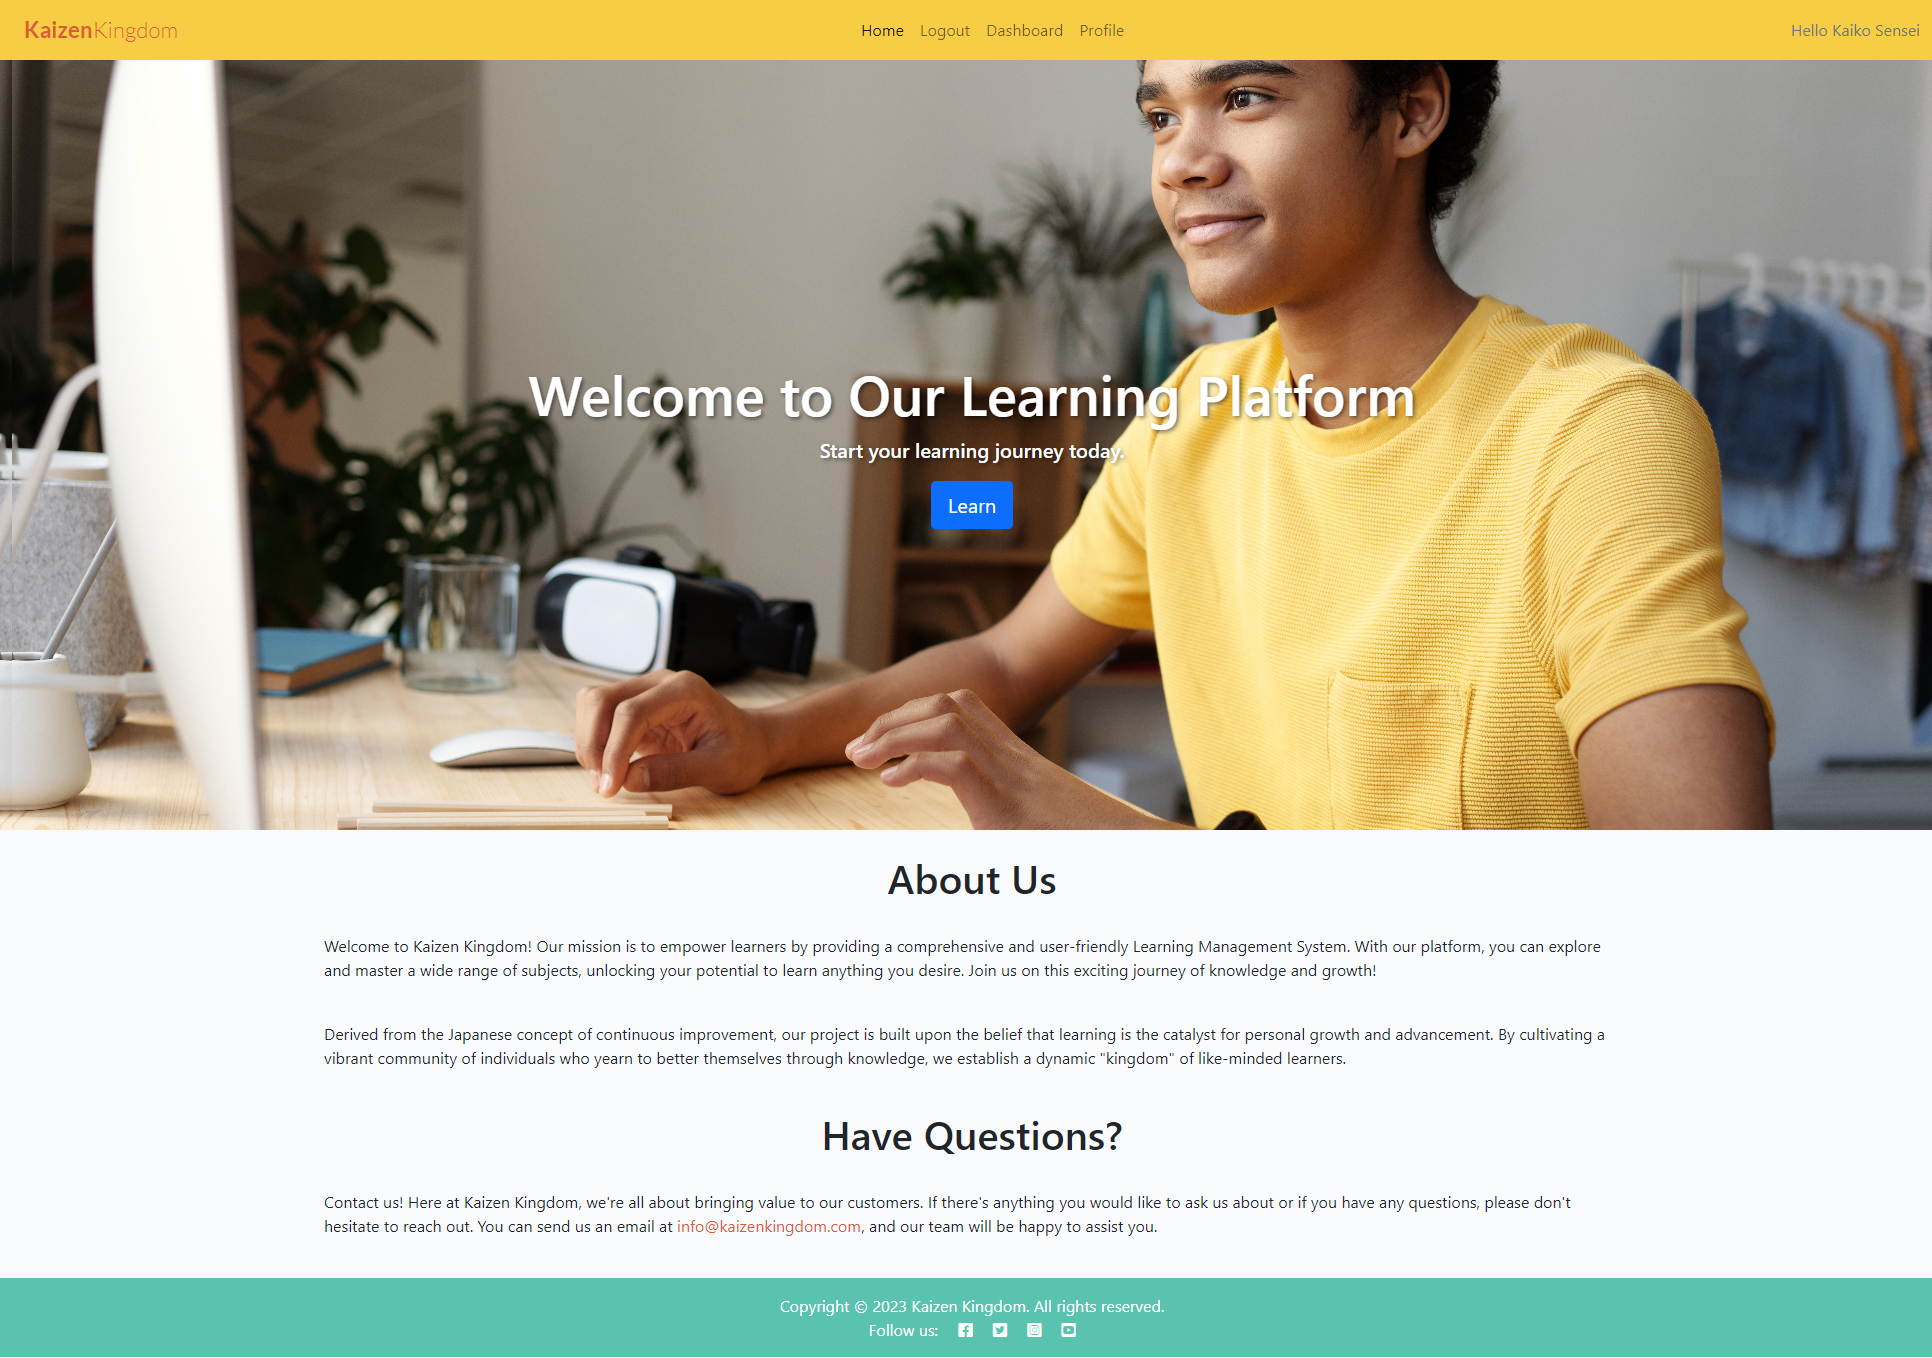 KaizenKingdom
Home Logout Dashboard Profile
Hello Kaiko Sensei
Welcome to Our Learning Platform
Start your learning journey today.
Learn
About Us
Welcome to Kaizen Kingdom! Our mission is to empower learners by providing a comprehensive and user-friendly Learning Management System. With our platform, you can explore
and master a wide range of subjects, unlocking your potential to learn anything you desire. Join us on this exciting journey of knowledge and growth!
Derived from the Japanese concept of continuous improvement, our project is built upon the belief that learning is the catalyst for personal growth and advancement. By cultivating a
vibrant community of individuals who yearn to better themselves through knowledge, we establish a dynamic "kingdom" of like-minded learners.
Have Questions?
Contact us! Here at Kaizen Kingdom, we're all about bringing value to our customers. If there's anything you would like to ask us about or if you have any questions, please don't
hesitate to reach out. You can send us an email at info@kaizenkingdom.com, and our team will be happy to assist you.
Copyright © 2023 Kaizen Kingdom. All rights reserved.
Follow us: